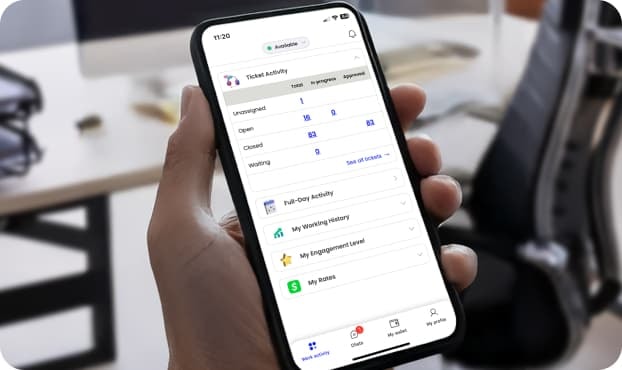 11:20
Available
Ticket Activity
Total In progress Approved
Unassigned 1
Open 16 0
Closed 83 83
Waiting 0
See all tickets →
Full-Day Activity
My Working History
My Engagement Level
My Rates
$
Work activity Chats My wallet My profile